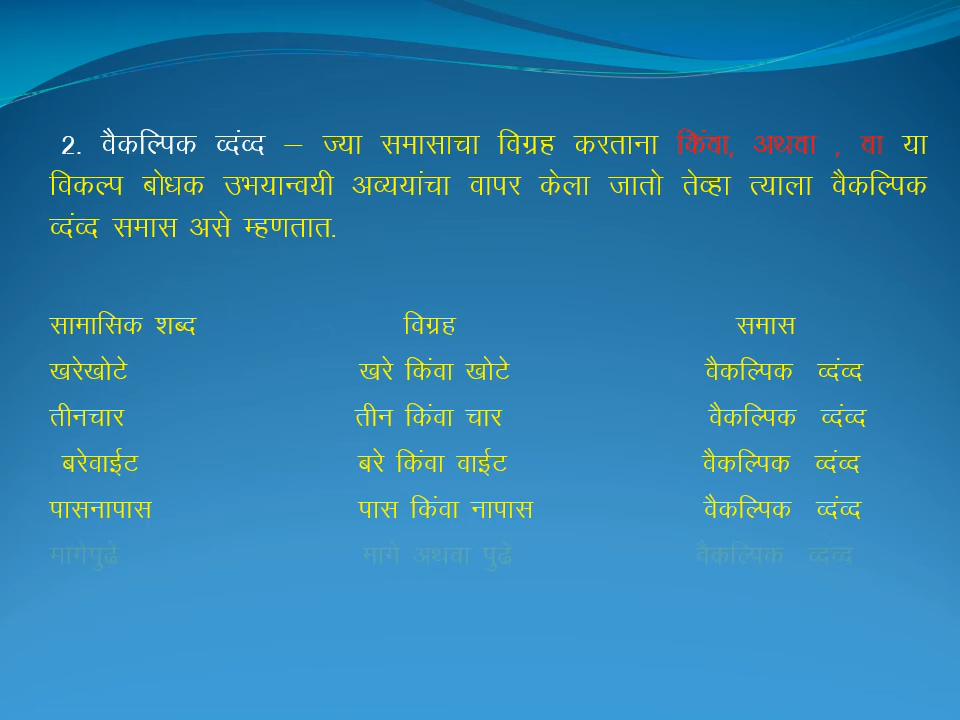 2. वैकल्पिक व्दंव्द – ज्या समासाचा विग्रह करताना किंवा, अथवा , वा या
विकल्प बोधक उभयान्वयी अव्ययांचा वापर केला जातो तेव्हा त्याला वैकल्पिक
व्दंव्द समास असे म्हणतात.
सामासिक शब्द विग्रह समास
खरेखोटे खरे किंवा खोटे वैकल्पिक व्दंव्द
तीनचार तीन किंवा चार वैकल्पिक व्दंव्द
बरेवाईट बरे किंवा वाईट वैकल्पिक व्दंव्द
पासनापास पास किंवा नापास वैकल्पिक व्दंव्द
मागेपुढे मागे अथवा पुढे वैकल्पिक व्दंव्द